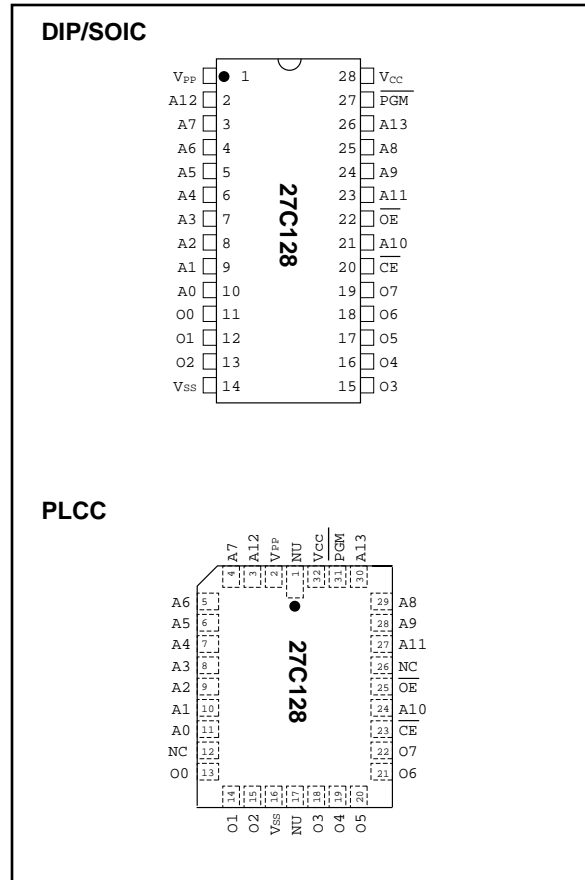 DIP/SOIC
VPP 1 28 VCC
A12 2 27 PGM
A7 3 26 A13
A6 4 25 A8
A5 5 24 A9
A4 6 23 A11
A3 7 22 OE
A2 8 21 A10
A1 9 20 CE
A0 10 19 O7
O0 11 18 O6
O1 12 17 O5
O2 13 16 O4
VSS 14 15 O3
27C128
PLCC
A7 A12 VPP NU VCC PGM A13
4 3 2 1 32 31 30
A6 5 29 A8
A5 6 28 A9
A4 7 27 A11
A3 8 26 NC
A2 9 25 OE
A1 10 24 A10
A0 11 23 CE
NC 12 22 O7
O0 13 21 O6
27C128
14 15 16 17 18 19 20
O1 O2 VSS NU O3 O4 O5